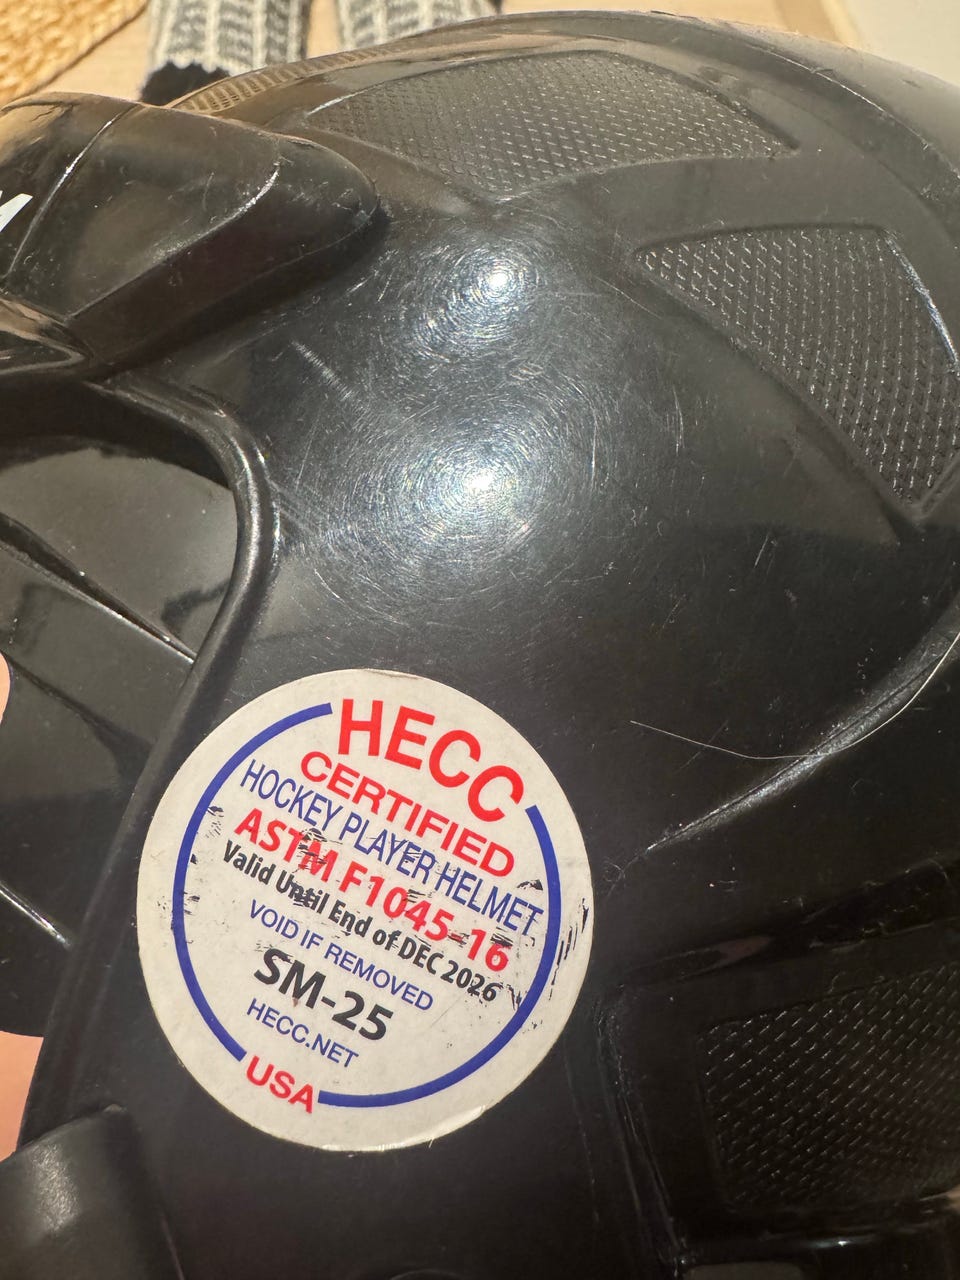 HECC
CERTIFIED
HOCKEY PLAYER HELMET
ASTM F1045-16
Valid Until End of DEC 2026
VOID IF REMOVED
SM-25
HECC.NET
USA